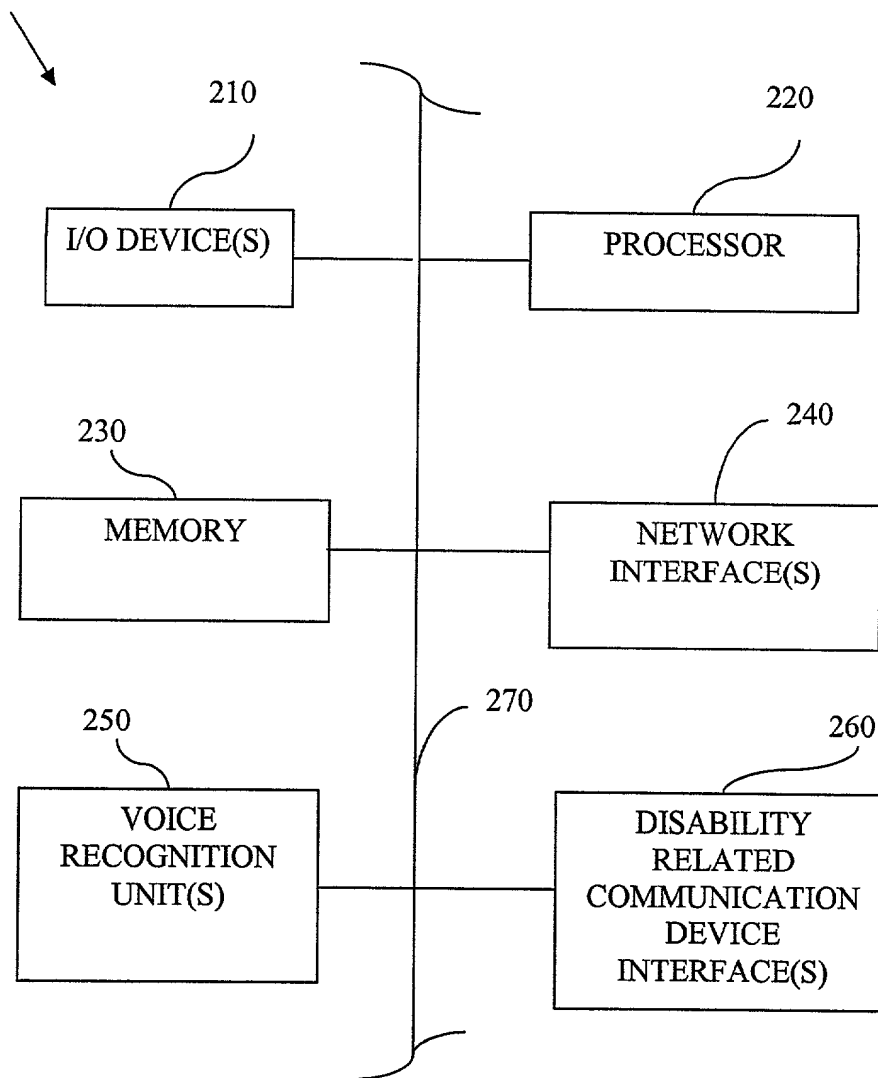 210
220
I/O DEVICE(S)
PROCESSOR
230
240
MEMORY
NETWORK
INTERFACE(S)
250
270
260
VOICE
RECOGNITION
UNIT(S)
DISABILITY
RELATED
COMMUNICATION
DEVICE
INTERFACE(S)